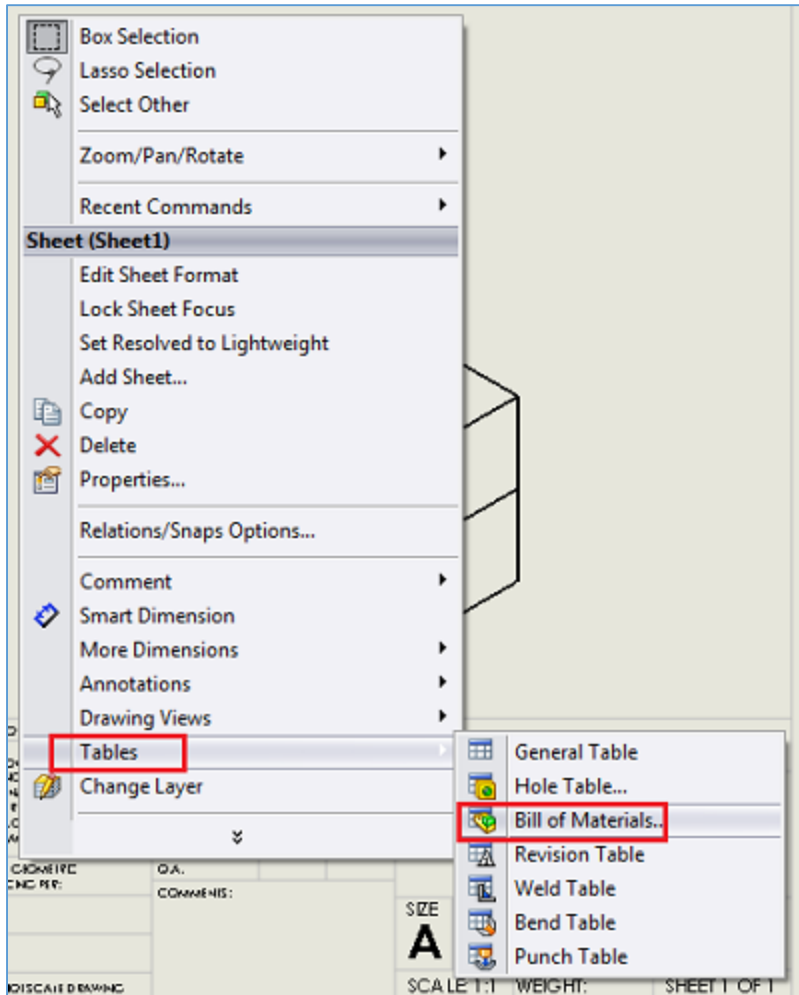 Box Selection
Lasso Selection
Select Other
Zoom/Pan/Rotate
Recent Commands
Sheet (Sheet1)
Edit Sheet Format
Lock Sheet Focus
Set Resolved to Lightweight
Add Sheet...
Copy
Delete
Properties...
Relations/Snaps Options...
Comment
Smart Dimension
More Dimensions
Annotations
Drawing Views
Tables
Change Layer
General Table
Hole Table...
Bill of Materials..
Revision Table
Weld Table
Bend Table
Punch Table
Q.A.
COMMENTS:
SIZE
A
SCALE 1:1 WEIGHT: SHEET 1 OF 1